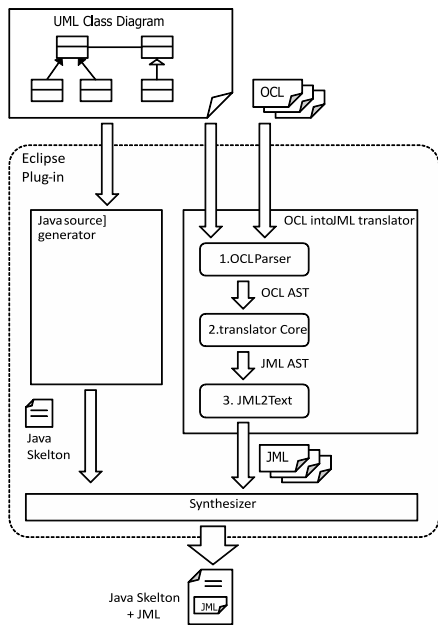 UML Class Diagram
OCL
Eclipse
Plug-in
Java source]
generator
OCL intoJML translator
1.OCLParser
OCL AST
2.translator Core
JML AST
3. JML2Text
Java
Skelton
JML
Synthesizer
Java Skelton
+ JML
JML